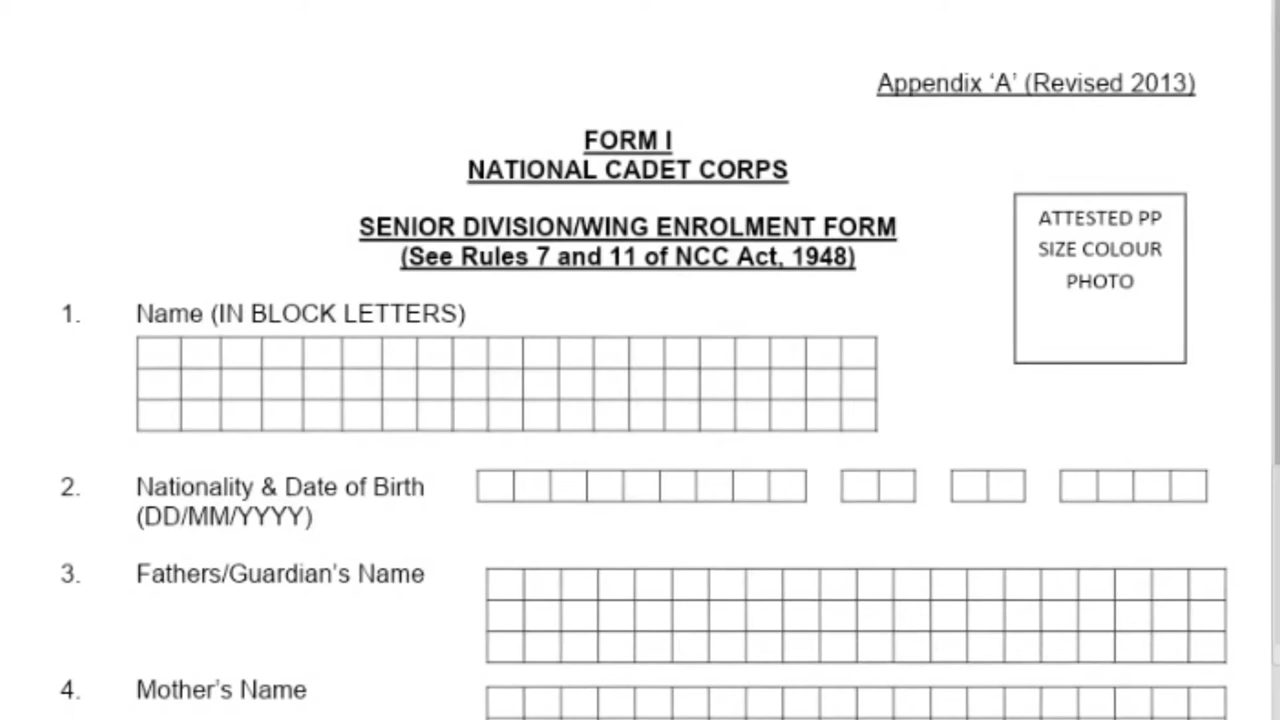 Appendix ‘A’ (Revised 2013)
FORM I
NATIONAL CADET CORPS
SENIOR DIVISION/WING ENROLMENT FORM
(See Rules 7 and 11 of NCC Act, 1948)
ATTESTED PP
SIZE COLOUR
PHOTO
1. Name (IN BLOCK LETTERS)
2. Nationality & Date of Birth
(DD/MM/YYYY)
3. Fathers/Guardian’s Name
4. Mother’s Name